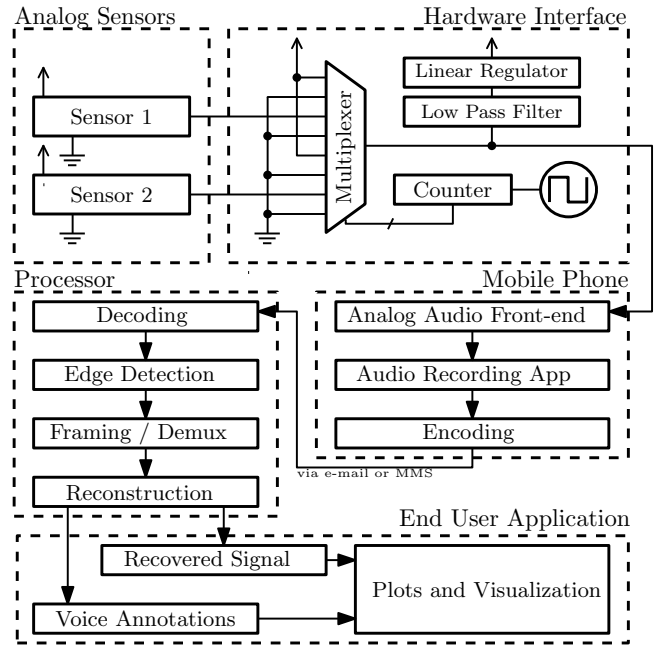 Analog Sensors
Hardware Interface
Sensor 1
Sensor 2
Multiplexer
Linear Regulator
Low Pass Filter
Counter
Processor
Mobile Phone
Decoding
Edge Detection
Framing / Demux
Reconstruction
Analog Audio Front-end
Audio Recording App
Encoding
via e-mail or MMS
End User Application
Recovered Signal
Voice Annotations
Plots and Visualization